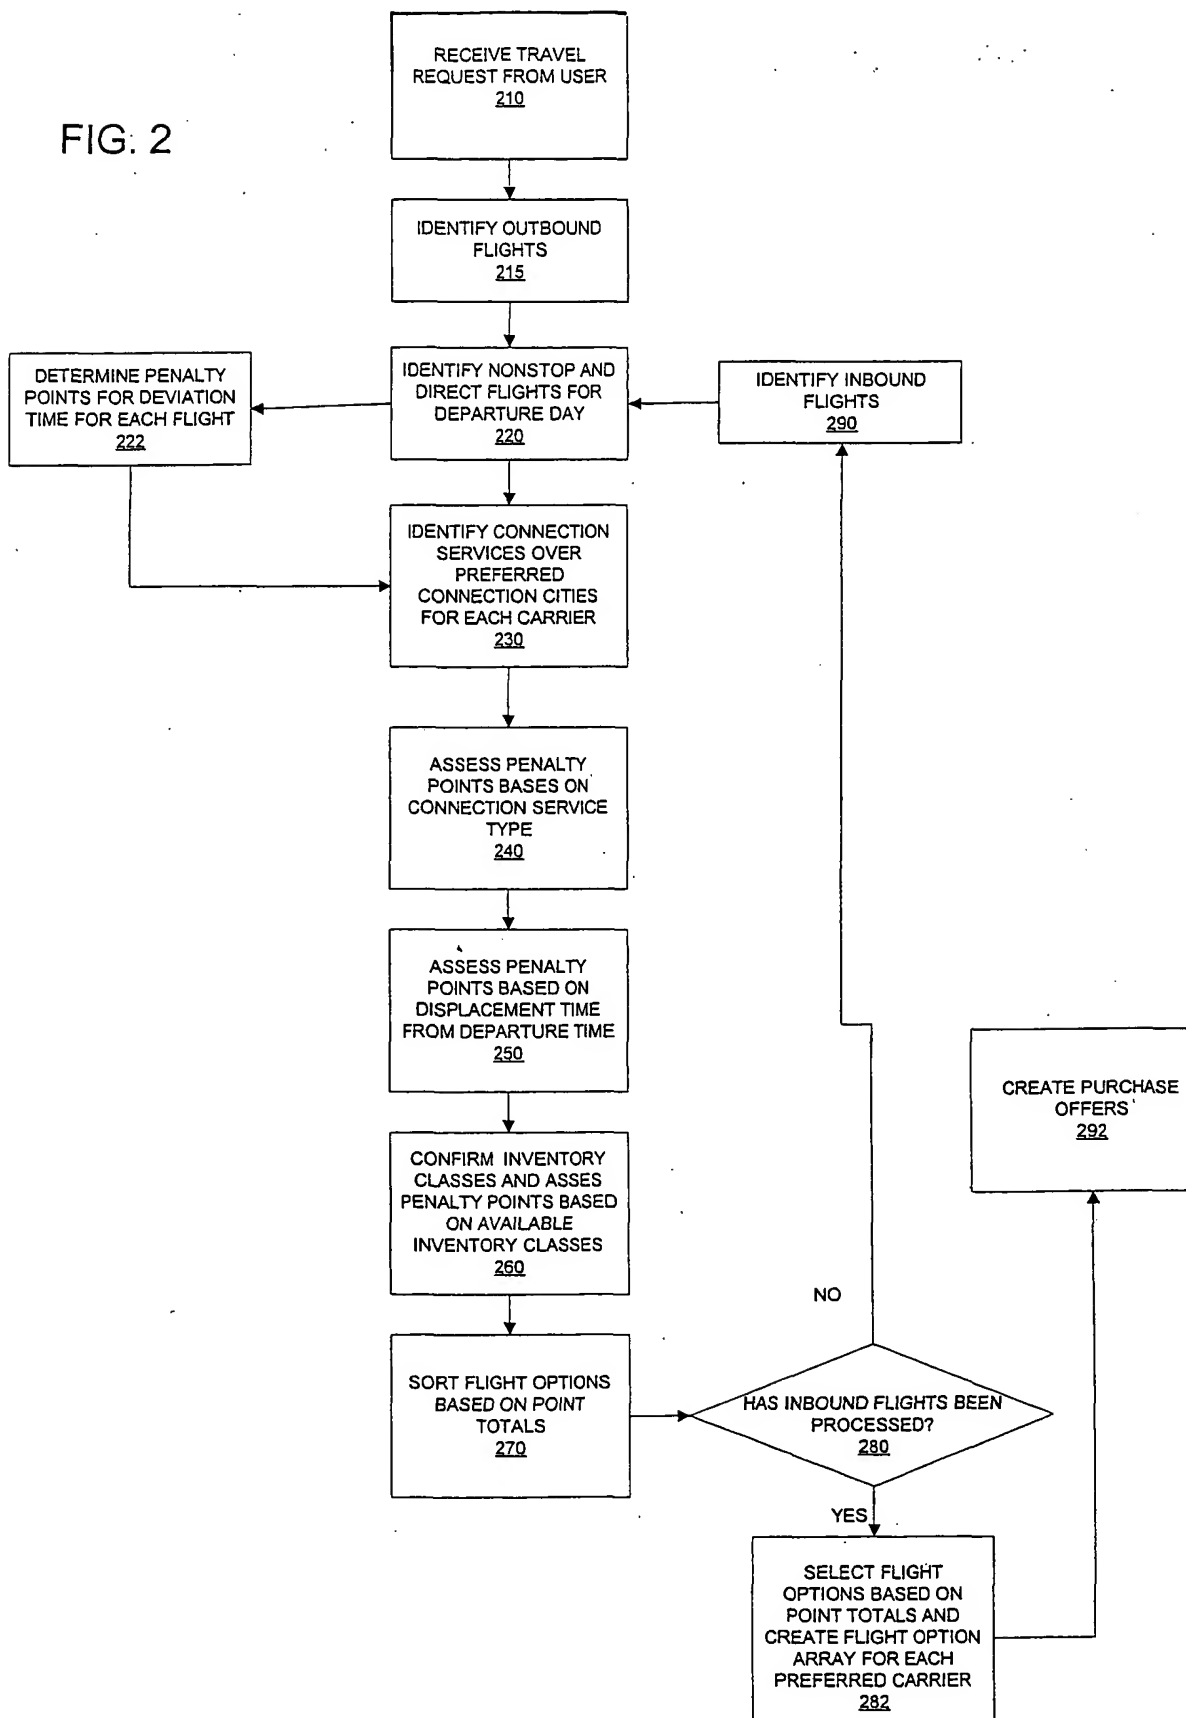 RECEIVE TRAVEL
REQUEST FROM USER
210
FIG. 2
IDENTIFY OUTBOUND
FLIGHTS
215
DETERMINE PENALTY
POINTS FOR DEVIATION
TIME FOR EACH FLIGHT
222
IDENTIFY NONSTOP AND
DIRECT FLIGHTS FOR
DEPARTURE DAY
220
IDENTIFY INBOUND
FLIGHTS
290
IDENTIFY CONNECTION
SERVICES OVER
PREFERRED
CONNECTION CITIES
FOR EACH CARRIER
230
ASSESS PENALTY
POINTS BASES ON
CONNECTION SERVICE
TYPE
240
ASSESS PENALTY
POINTS BASED ON
DISPLACEMENT TIME
FROM DEPARTURE TIME
250
CREATE PURCHASE
OFFERS
292
CONFIRM INVENTORY
CLASSES AND ASSES
PENALTY POINTS BASED
ON AVAILABLE
INVENTORY CLASSES
260
NO
SORT FLIGHT OPTIONS
BASED ON POINT
TOTALS
270
HAS INBOUND FLIGHTS BEEN
PROCESSED?
280
YES
SELECT FLIGHT
OPTIONS BASED ON
POINT TOTALS AND
CREATE FLIGHT OPTION
ARRAY FOR EACH
PREFERRED CARRIER
282